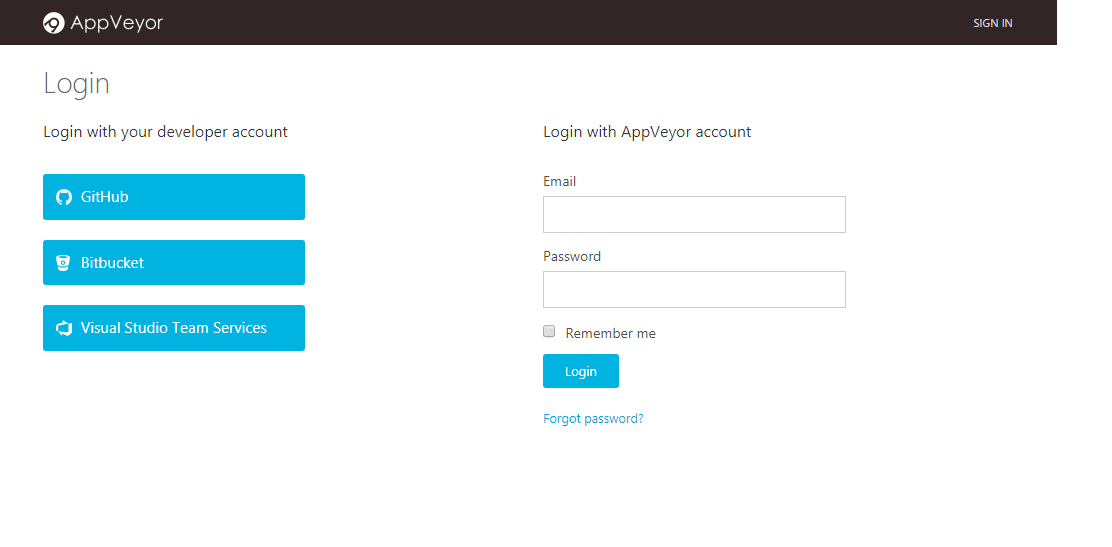 AppVeyor
SIGN IN
Login
Login with your developer account
GitHub
Bitbucket
Visual Studio Team Services
Login with AppVeyor account
Email
Password
Remember me
Login
Forgot password?